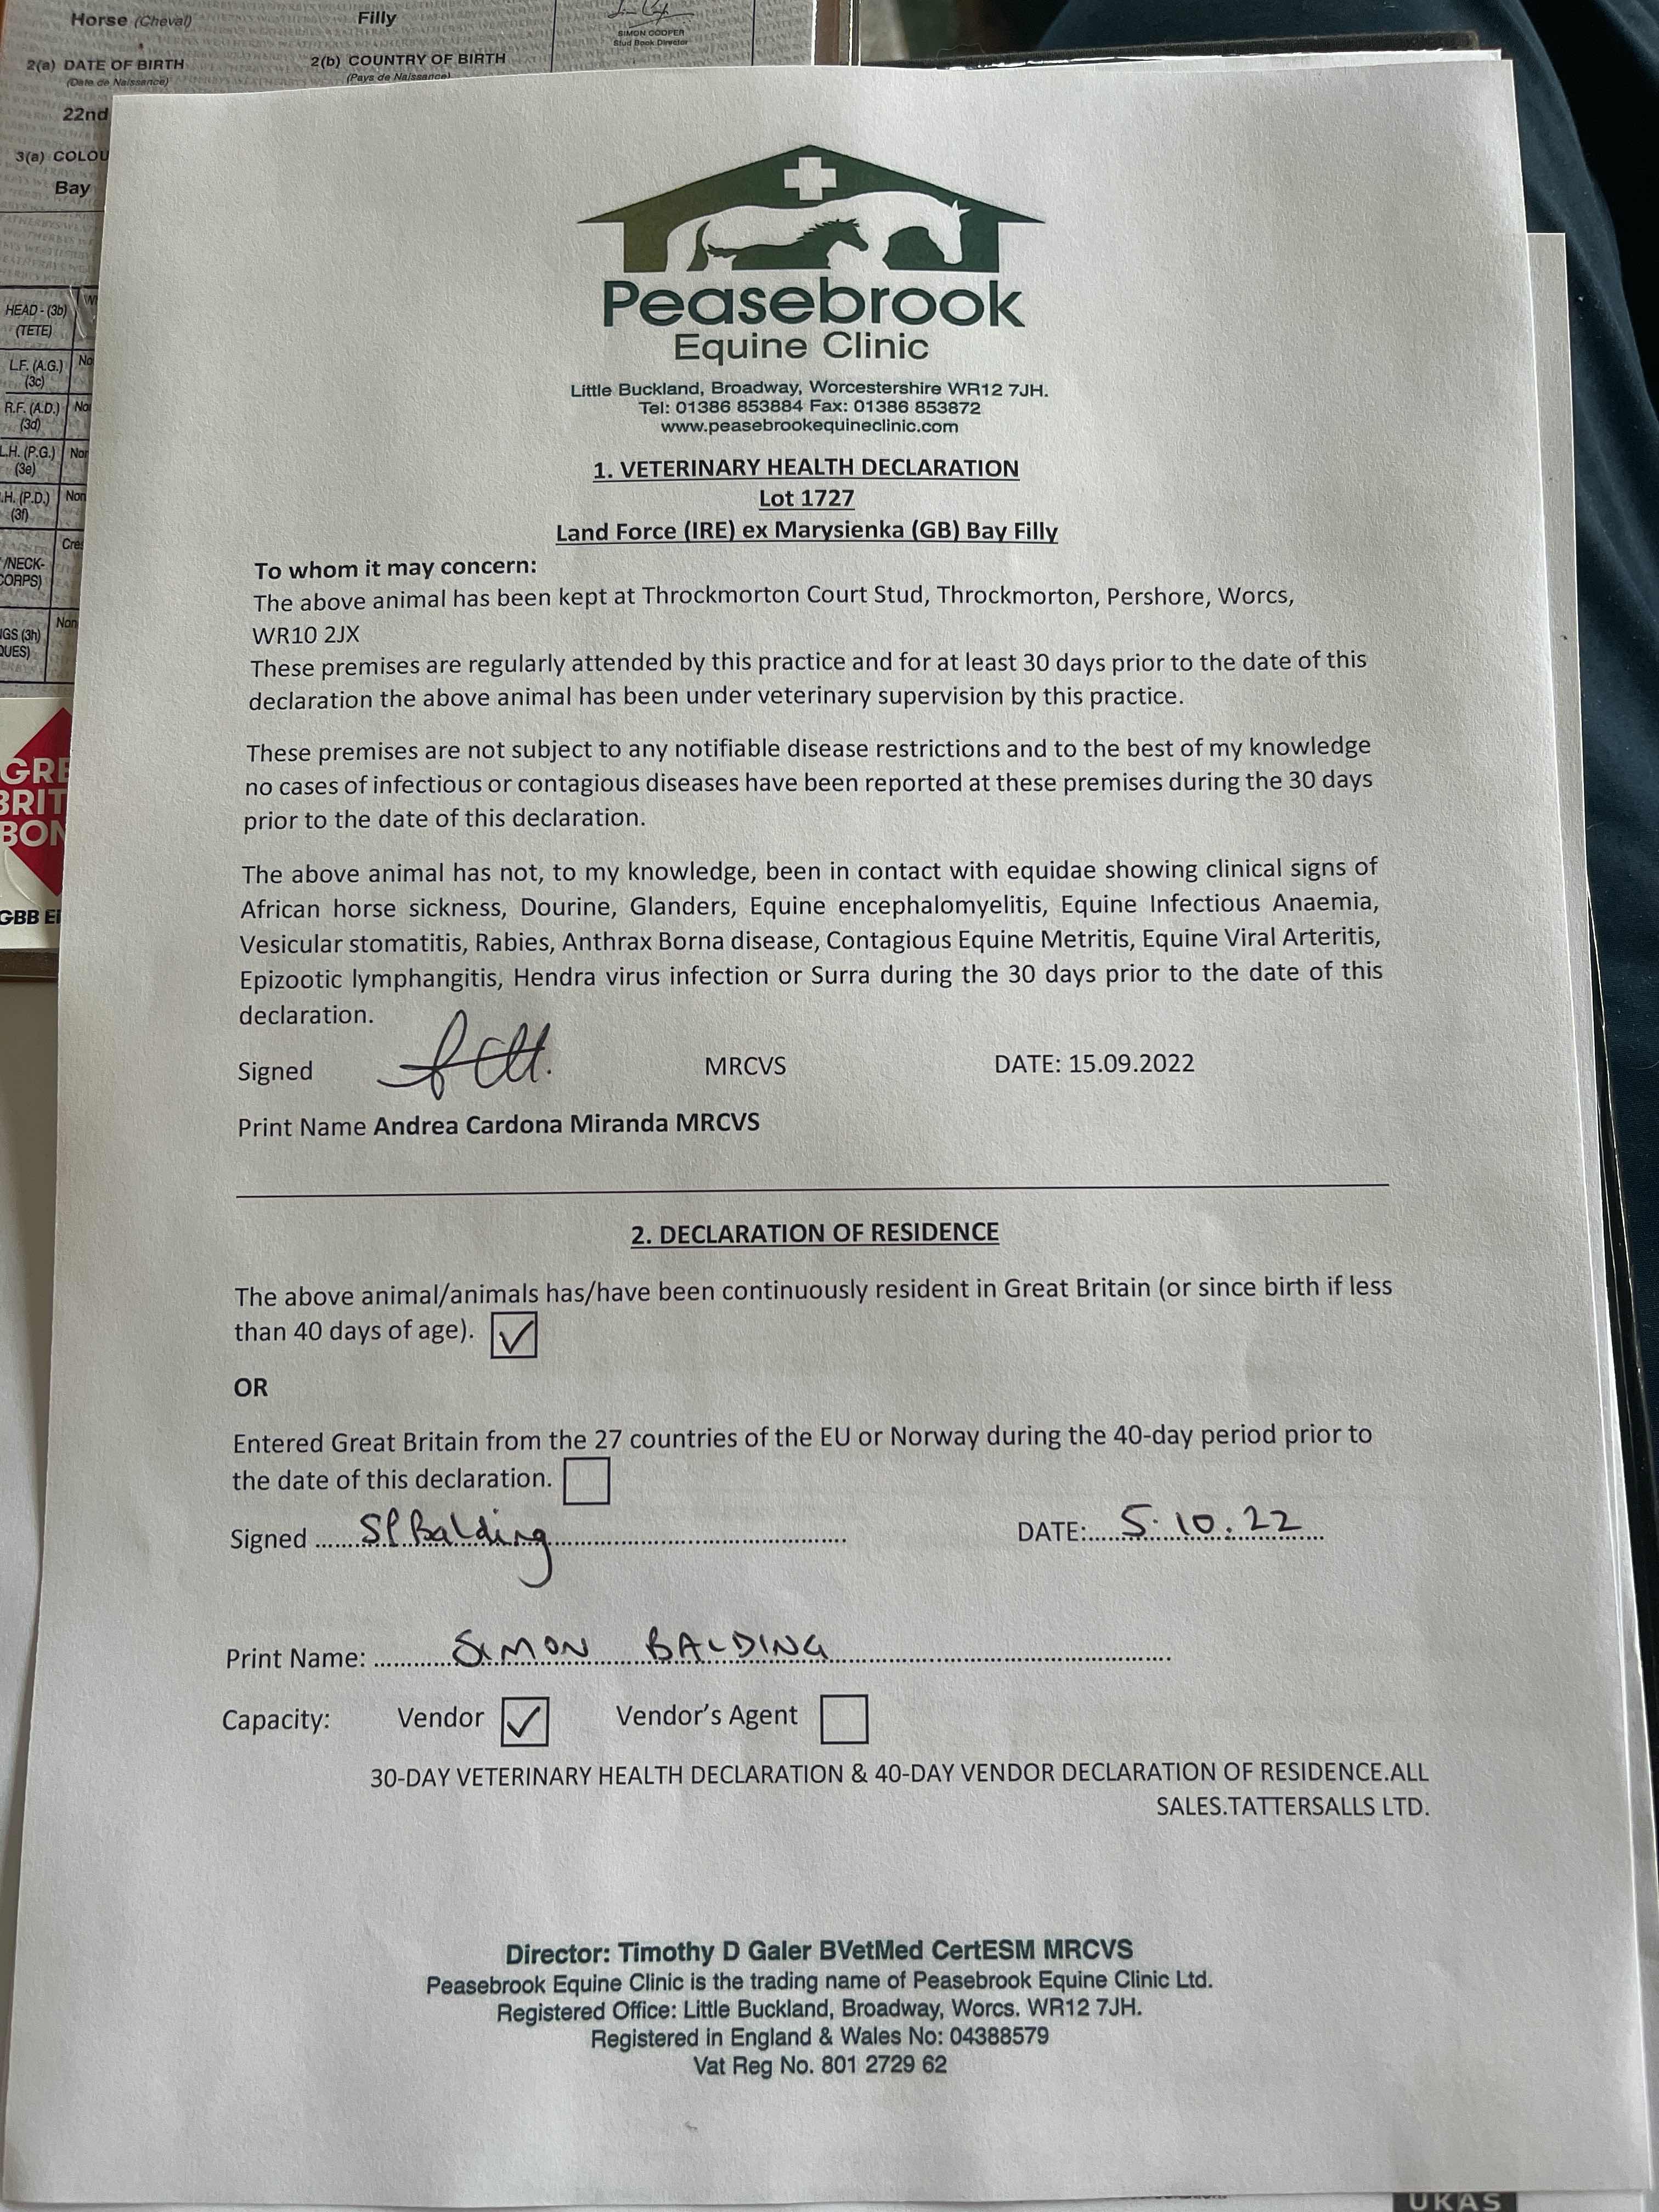 Horse (Cheval)
Filly
SIMON COOPER
Stud Book Director
2(a) DATE OF BIRTH
(Date de Naissance)
2(b) COUNTRY OF BIRTH
(Pays de Naissance)
22nd
3(a) COLOU
Bay
HEAD - (3b)
(TETE)
L.F. (A.G.)
(3c)
No
R.F. (A.D.)
(3d)
No
L.H. (P.G.)
(3e)
Non
.H. (P.D.)
(3f)
Non
Cres
/NECK-
CORPS)
Non
GS (3h)
QUES)
GRE
BRIT
BON
GBB El
Peasebrook
Equine Clinic
Little Buckland, Broadway, Worcestershire WR12 7JH.
Tel: 01386 853884 Fax: 01386 853872
www.peasebrookequineclinic.com
1. VETERINARY HEALTH DECLARATION
Lot 1727
Land Force (IRE) ex Marysienka (GB) Bay Filly
To whom it may concern:
The above animal has been kept at Throckmorton Court Stud, Throckmorton, Pershore, Worcs,
WR10 2JX
These premises are regularly attended by this practice and for at least 30 days prior to the date of this
declaration the above animal has been under veterinary supervision by this practice.
These premises are not subject to any notifiable disease restrictions and to the best of my knowledge
no cases of infectious or contagious diseases have been reported at these premises during the 30 days
prior to the date of this declaration.
The above animal has not, to my knowledge, been in contact with equidae showing clinical signs of
African horse sickness, Dourine, Glanders, Equine encephalomyelitis, Equine Infectious Anaemia,
Vesicular stomatitis, Rabies, Anthrax Borna disease, Contagious Equine Metritis, Equine Viral Arteritis,
Epizootic lymphangitis, Hendra virus infection or Surra during the 30 days prior to the date of this
declaration.
Signed MRCVS DATE: 15.09.2022
Print Name Andrea Cardona Miranda MRCVS
2. DECLARATION OF RESIDENCE
The above animal/animals has/have been continuously resident in Great Britain (or since birth if less
than 40 days of age). ✓
OR
Entered Great Britain from the 27 countries of the EU or Norway during the 40-day period prior to
the date of this declaration.
Signed SP Balding DATE: 5.10.22
Print Name: SIMON BALDING
Capacity: Vendor ✓ Vendor's Agent
30-DAY VETERINARY HEALTH DECLARATION & 40-DAY VENDOR DECLARATION OF RESIDENCE.ALL
SALES.TATTERSALLS LTD.
Director: Timothy D Galer BVetMed CertESM MRCVS
Peasebrook Equine Clinic is the trading name of Peasebrook Equine Clinic Ltd.
Registered Office: Little Buckland, Broadway, Worcs. WR12 7JH.
Registered in England & Wales No: 04388579
Vat Reg No. 801 2729 62
UKAS